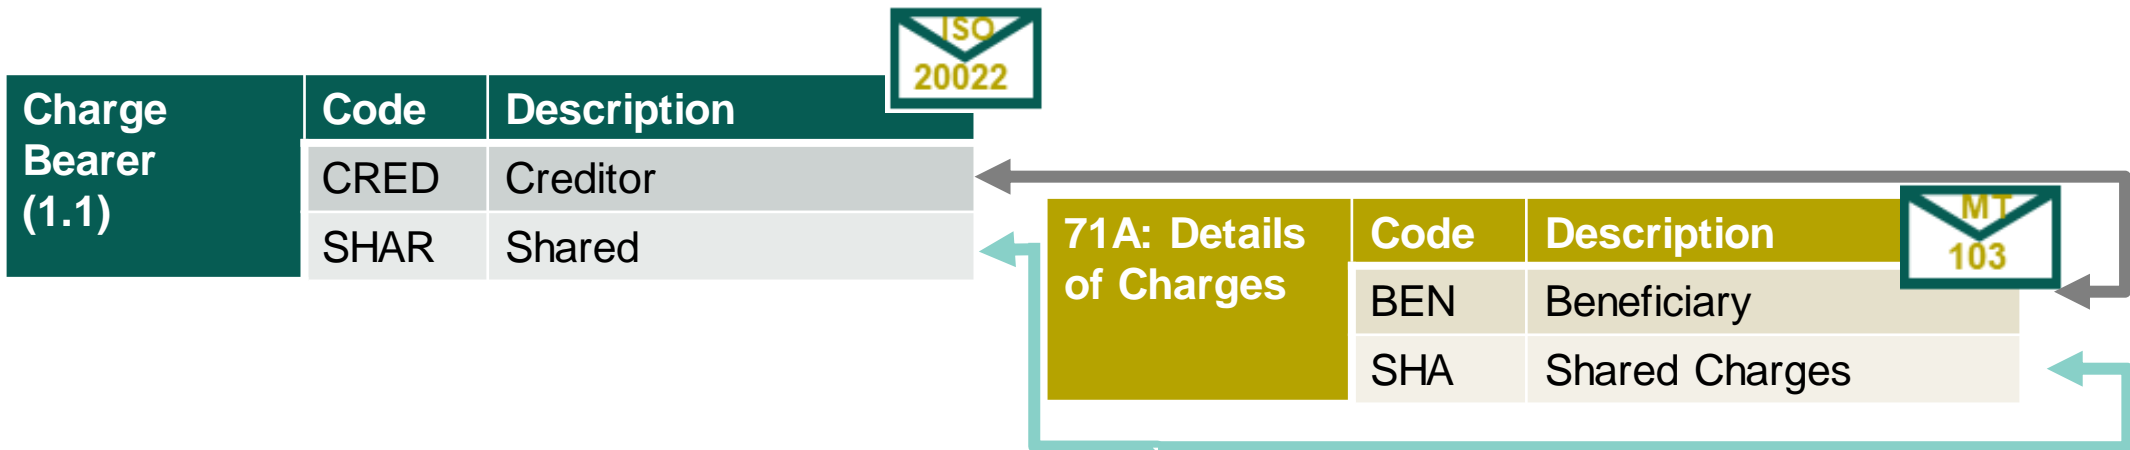 ISO
20022
Charge Bearer (1.1) Code Description
CRED Creditor
SHAR Shared
MT
103
71A: Details of Charges Code Description
BEN Beneficiary
SHA Shared Charges